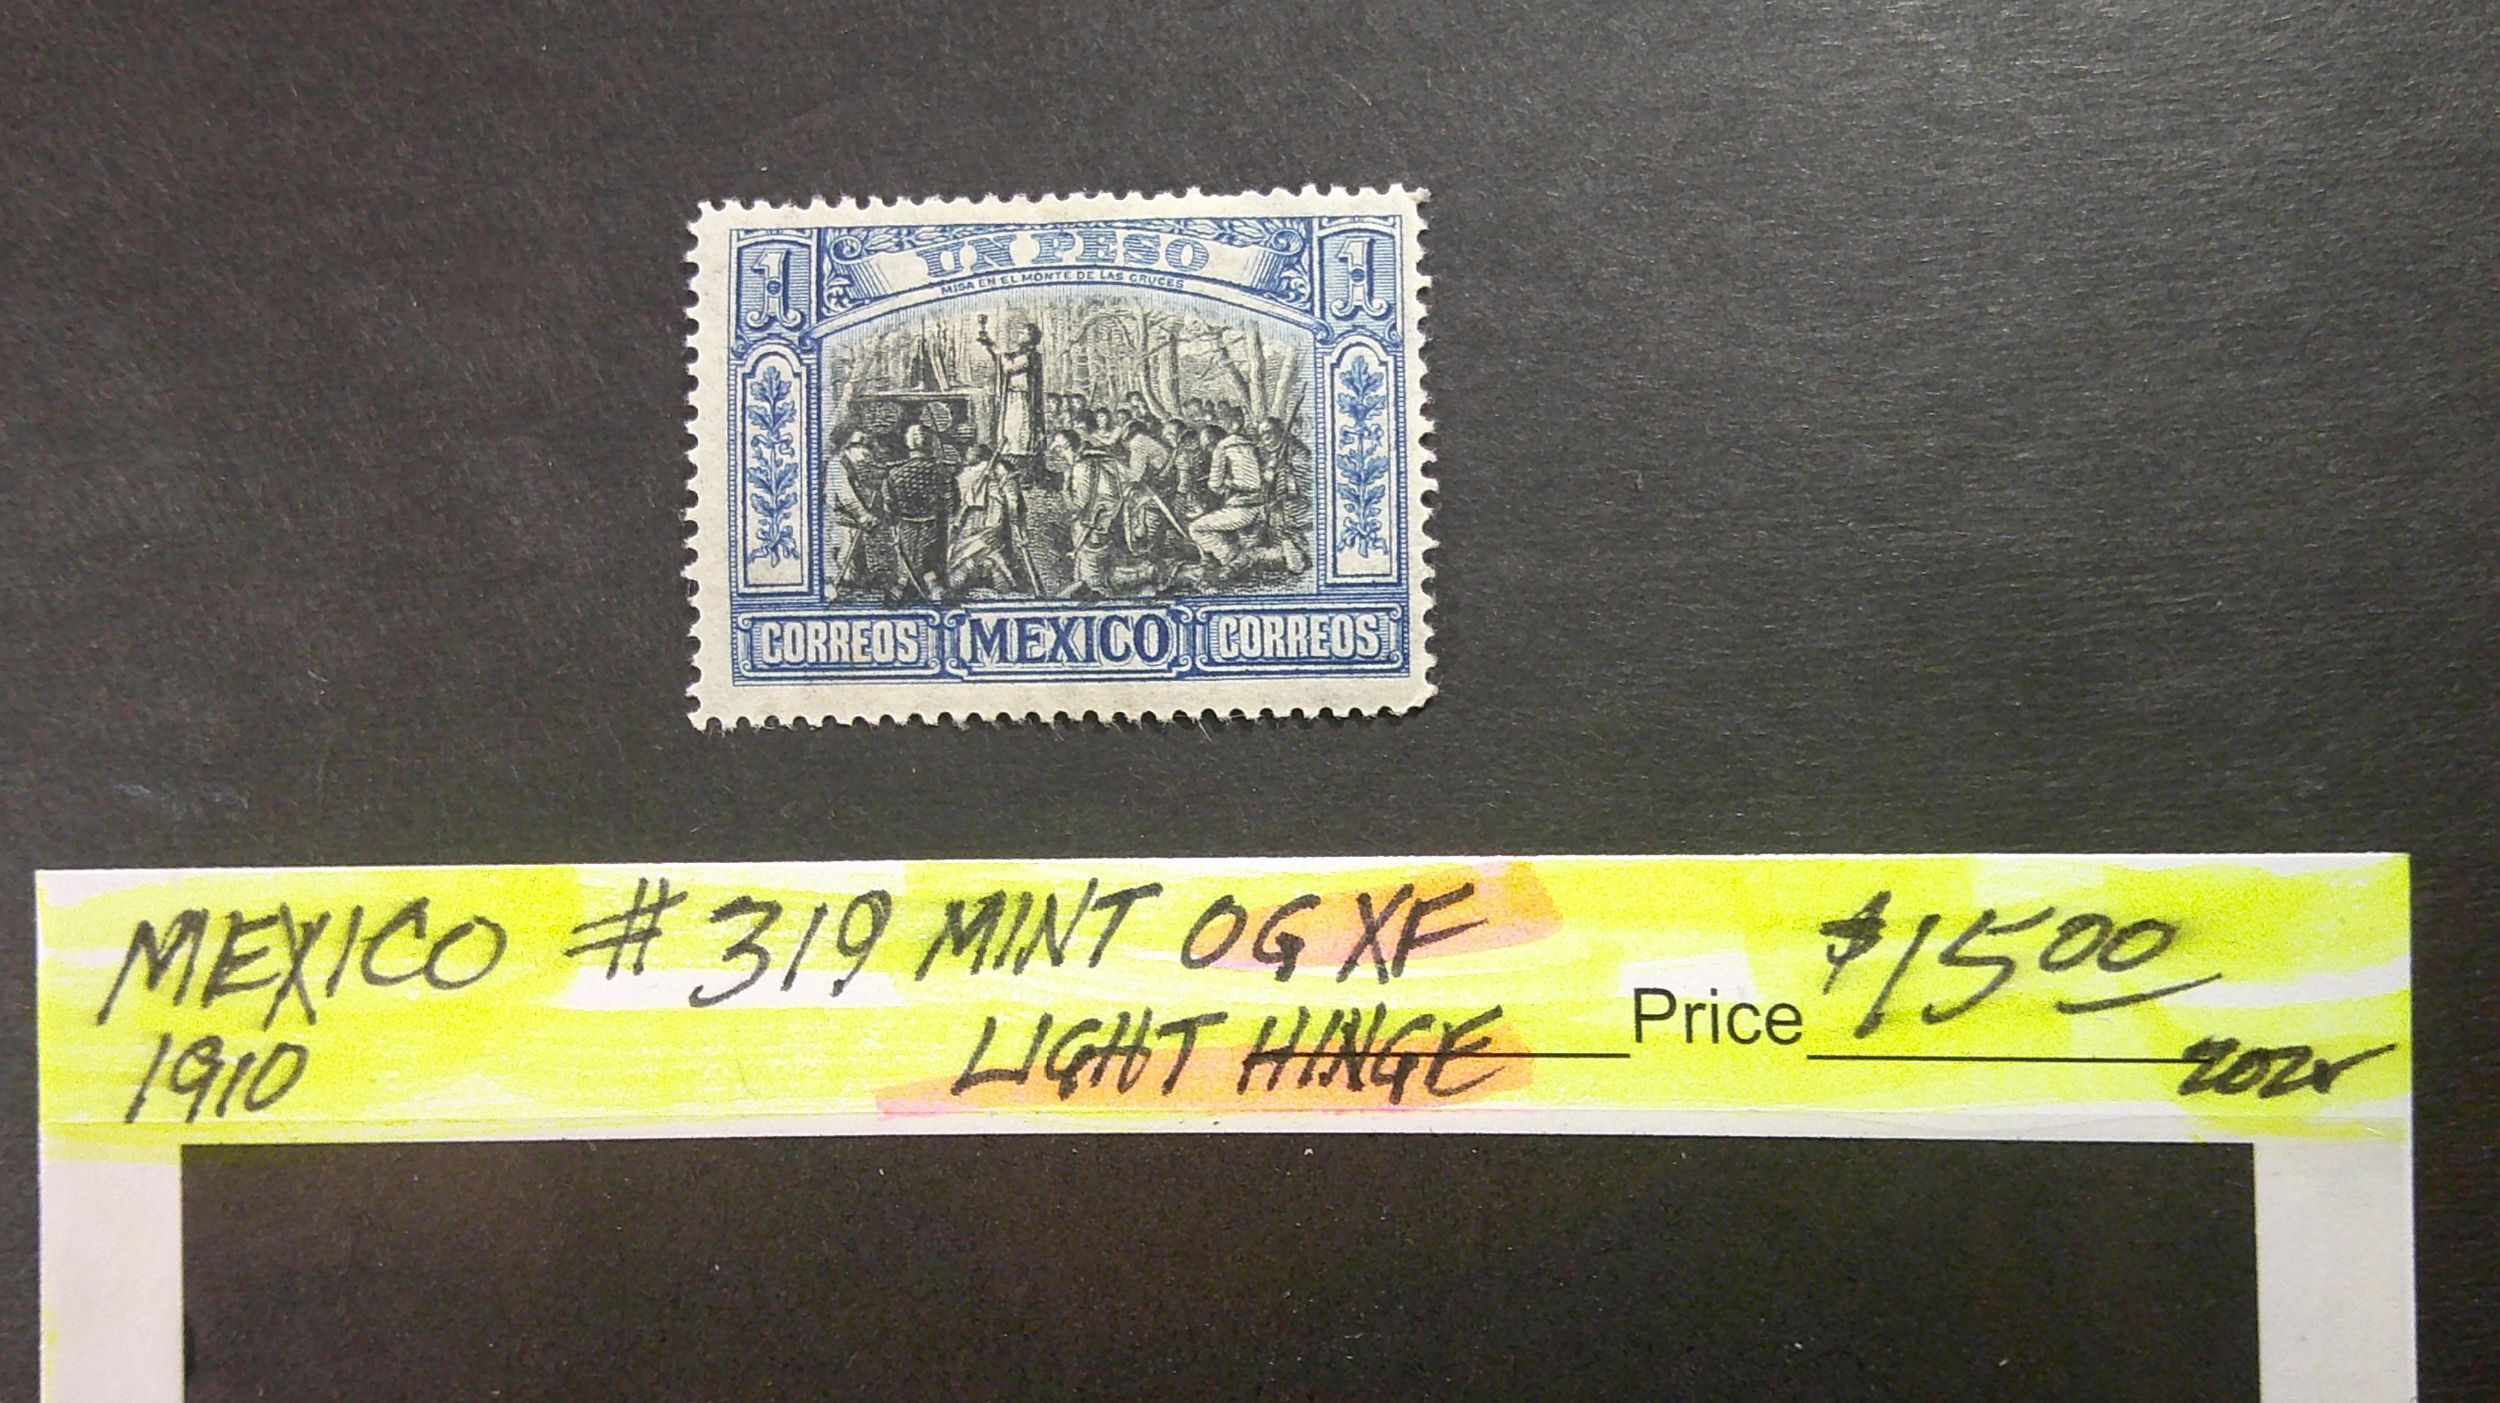 1 UN PESO 1
MISA EN EL MONTE DE LAS CRUCES
CORREOS MEXICO CORREOS
MEXICO #319 MINT OG XF
1910 LIGHT HINGE Price $15.00